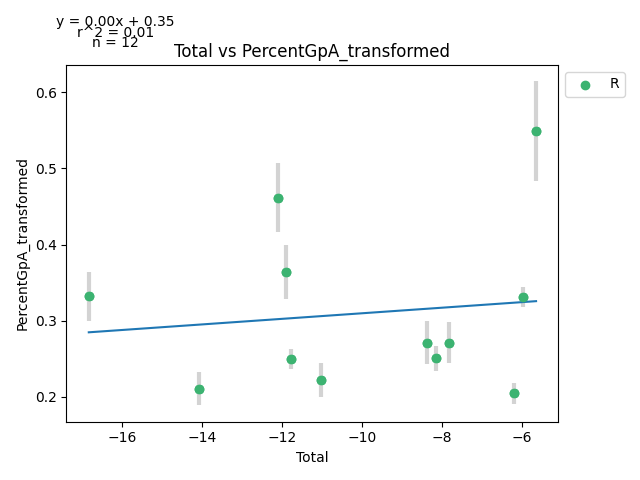 y = 0.00x + 0.35
r^2 = 0.01
n = 12
Total vs PercentGpA_transformed
R
PercentGpA_transformed
0.6
0.5
0.4
0.3
0.2
−16
−14
−12
−10
−8
−6
Total